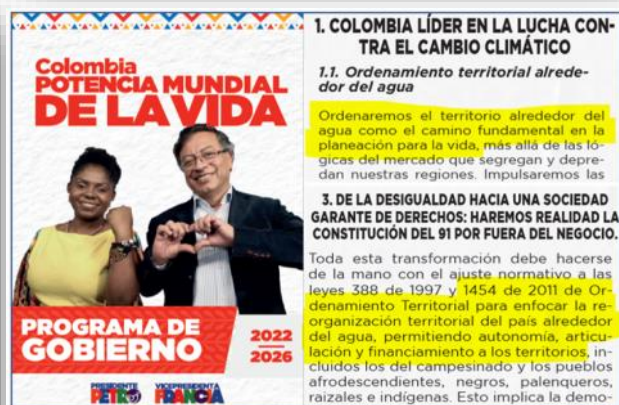 Colombia
POTENCIA MUNDIAL
DE LA VIDA
PROGRAMA DE
GOBIERNO
2022
2026
PRESIDENTE
PETRO
VICEPRESIDENTA
FRANCIA
1. COLOMBIA LÍDER EN LA LUCHA CON-
TRA EL CAMBIO CLIMÁTICO
1.1. Ordenamiento territorial alrede-
dor del agua
Ordenaremos el territorio alrededor del
agua como el camino fundamental en la
planeación para la vida, más allá de las ló-
gicas del mercado que segregan y depre-
dan nuestras regiones. Impulsaremos las
3. DE LA DESIGUALDAD HACIA UNA SOCIEDAD
GARANTE DE DERECHOS: HAREMOS REALIDAD LA
CONSTITUCIÓN DEL 91 POR FUERA DEL NEGOCIO.
Toda esta transformación debe hacerse
de la mano con el ajuste normativo a las
leyes 388 de 1997 y 1454 de 2011 de Or-
denamiento Territorial para enfocar la re-
organización territorial del país alrededor
del agua, permitiendo autonomía, articu-
lación y financiamiento a los territorios, in-
cluidos los del campesinado y los pueblos
afrodescendientes, negros, palenqueros,
raizales e indígenas. Esto implica la demo-